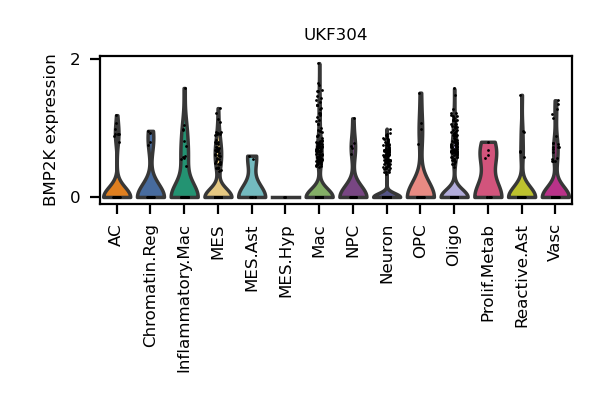 UKF304
BMP2K expression
2
0
AC
Chromatin.Reg
Inflammatory.Mac
MES
MES.Ast
MES.Hyp
Mac
NPC
Neuron
OPC
Oligo
Prolif.Metab
Reactive.Ast
Vasc